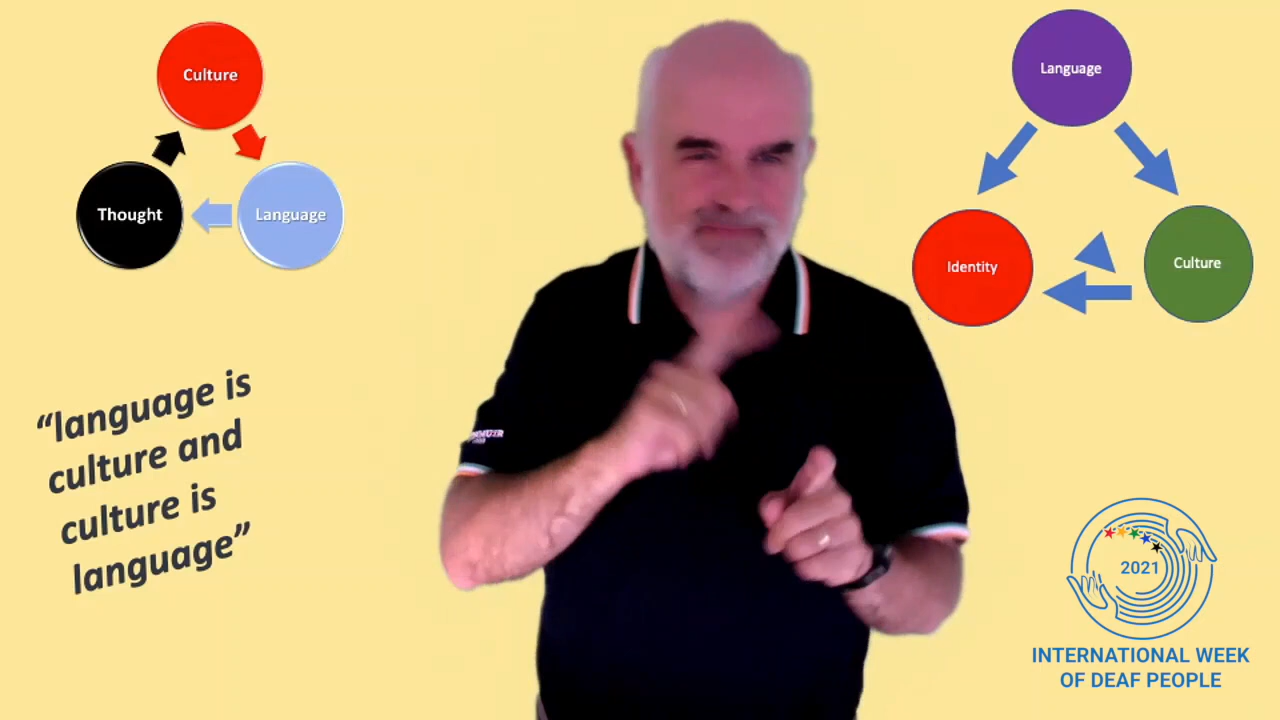 Culture
Thought
Language
Language
Identity
Culture
“language is
culture and
culture is
language”
2021
INTERNATIONAL WEEK
OF DEAF PEOPLE